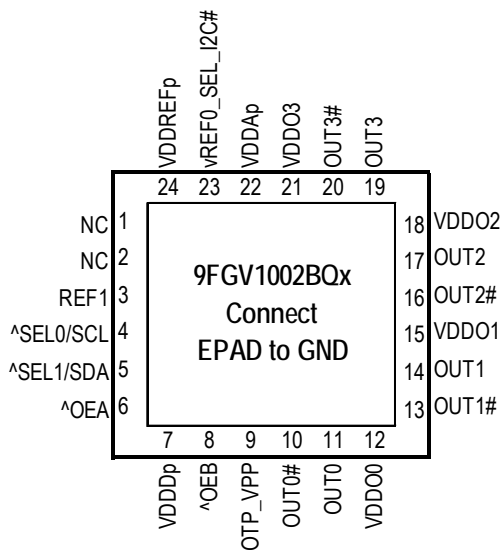 VDDREFp
vREF0_SEL_I2C#
VDDAp
VDDO3
OUT3#
OUT3
24 23 22 21 20 19
NC 1
NC 2
REF1 3
^SEL0/SCL 4
^SEL1/SDA 5
^OEA 6
9FGV1002BQx
Connect
EPAD to GND
18 VDDO2
17 OUT2
16 OUT2#
15 VDDO1
14 OUT1
13 OUT1#
7 8 9 10 11 12
VDDDp
^OEB
OTP_VPP
OUT0#
OUT0
VDDO0